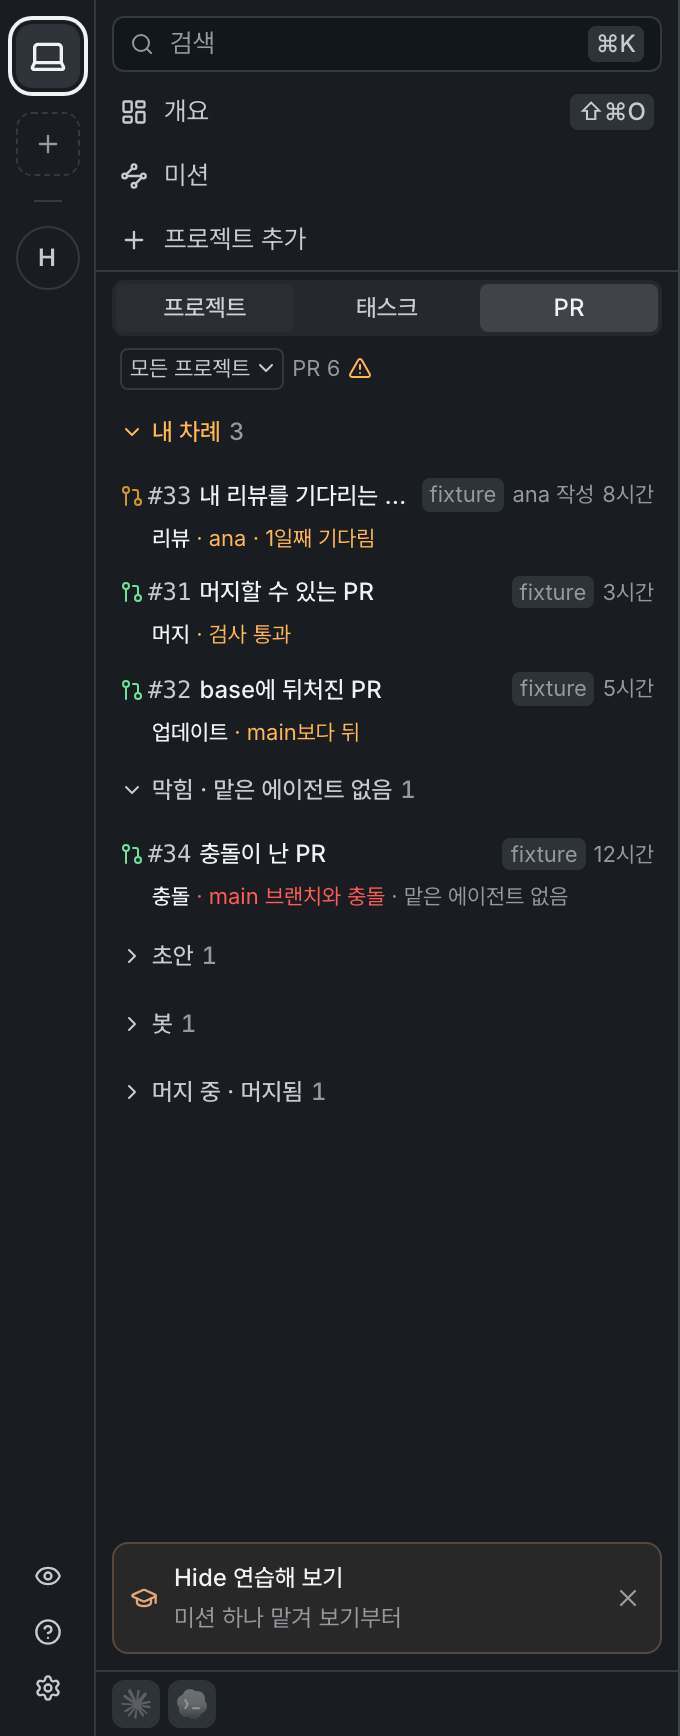 검색 ⌘K
개요 ⇧⌘O
미션
프로젝트 추가
H
프로젝트 태스크 PR
모든 프로젝트 PR 6
내 차례 3
#33 내 리뷰를 기다리는 ... fixture ana 작성 8시간
리뷰 · ana · 1일째 기다림
#31 머지할 수 있는 PR fixture 3시간
머지 · 검사 통과
#32 base에 뒤처진 PR fixture 5시간
업데이트 · main보다 뒤
막힘 · 맡은 에이전트 없음 1
#34 충돌이 난 PR fixture 12시간
충돌 · main 브랜치와 충돌 · 맡은 에이전트 없음
초안 1
봇 1
머지 중 · 머지됨 1
Hide 연습해 보기
미션 하나 맡겨 보기부터